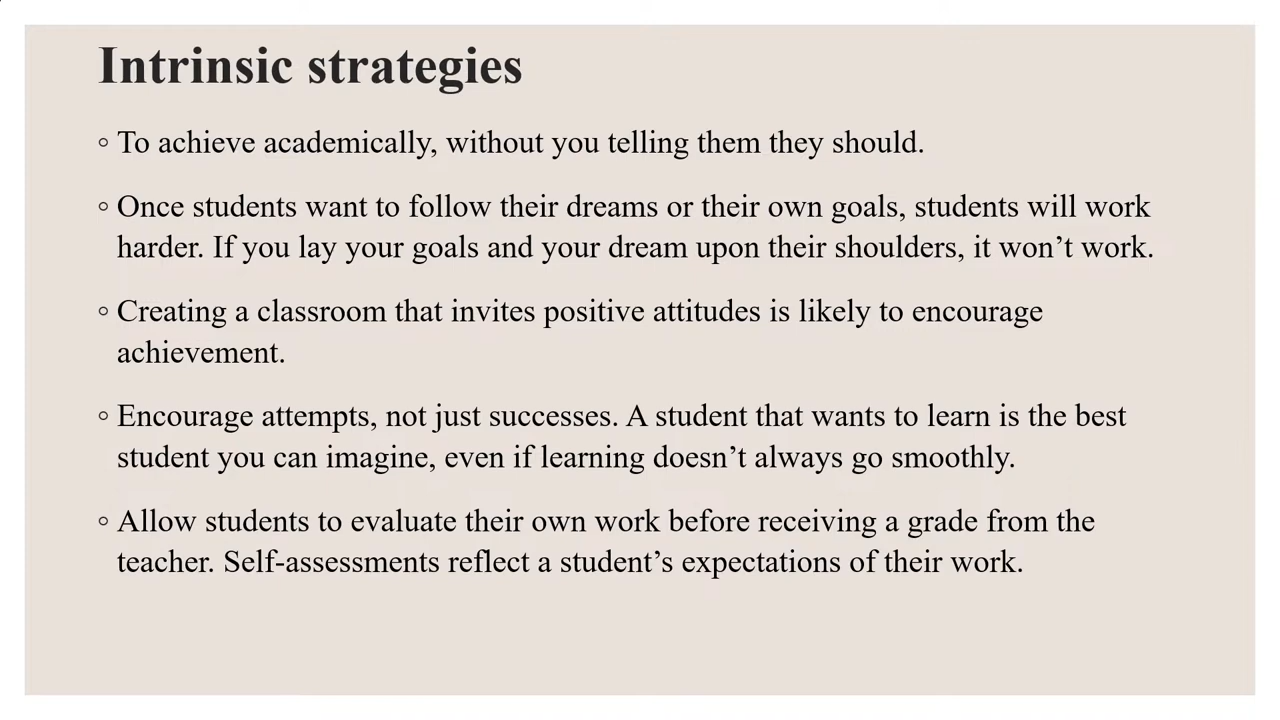 Intrinsic strategies
◦ To achieve academically, without you telling them they should.
◦ Once students want to follow their dreams or their own goals, students will work
harder. If you lay your goals and your dream upon their shoulders, it won’t work.
◦ Creating a classroom that invites positive attitudes is likely to encourage
achievement.
◦ Encourage attempts, not just successes. A student that wants to learn is the best
student you can imagine, even if learning doesn’t always go smoothly.
◦ Allow students to evaluate their own work before receiving a grade from the
teacher. Self-assessments reflect a student’s expectations of their work.